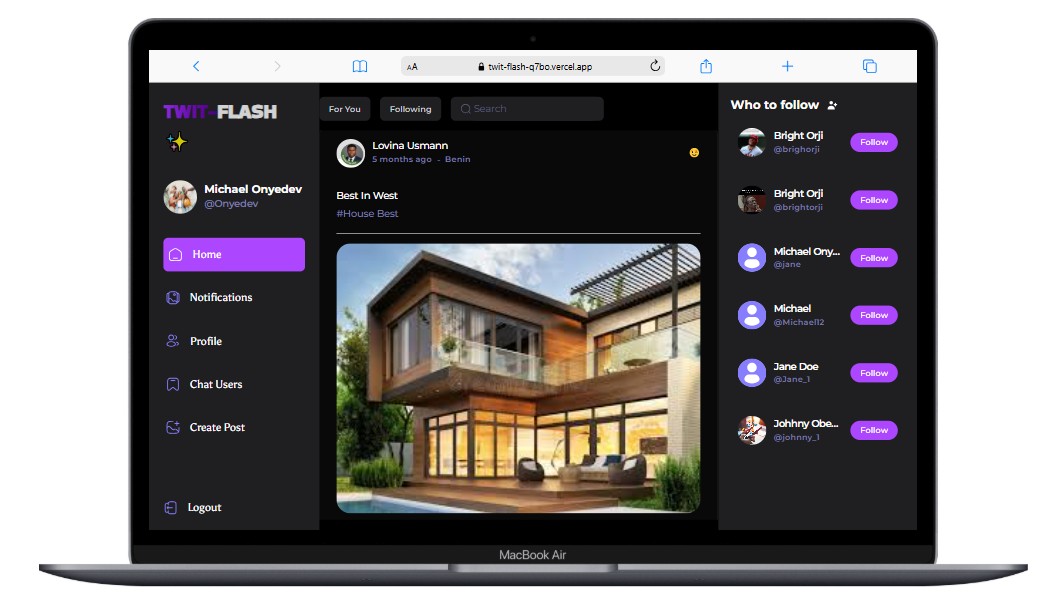 AA twit-flash-q7bo.vercel.app
TWIT-FLASH
Michael Onyedev
@Onyedev
Home
Notifications
Profile
Chat Users
Create Post
Logout
For You Following Search
Lovina Usmann
5 months ago - Benin
Best In West
#House Best
Who to follow
Bright Orji
@brighorji
Follow
Bright Orji
@brightorji
Follow
Michael Ony...
@jane
Follow
Michael
@Michael12
Follow
Jane Doe
@Jane_1
Follow
Johhny Obe...
@johnny_1
Follow
MacBook Air